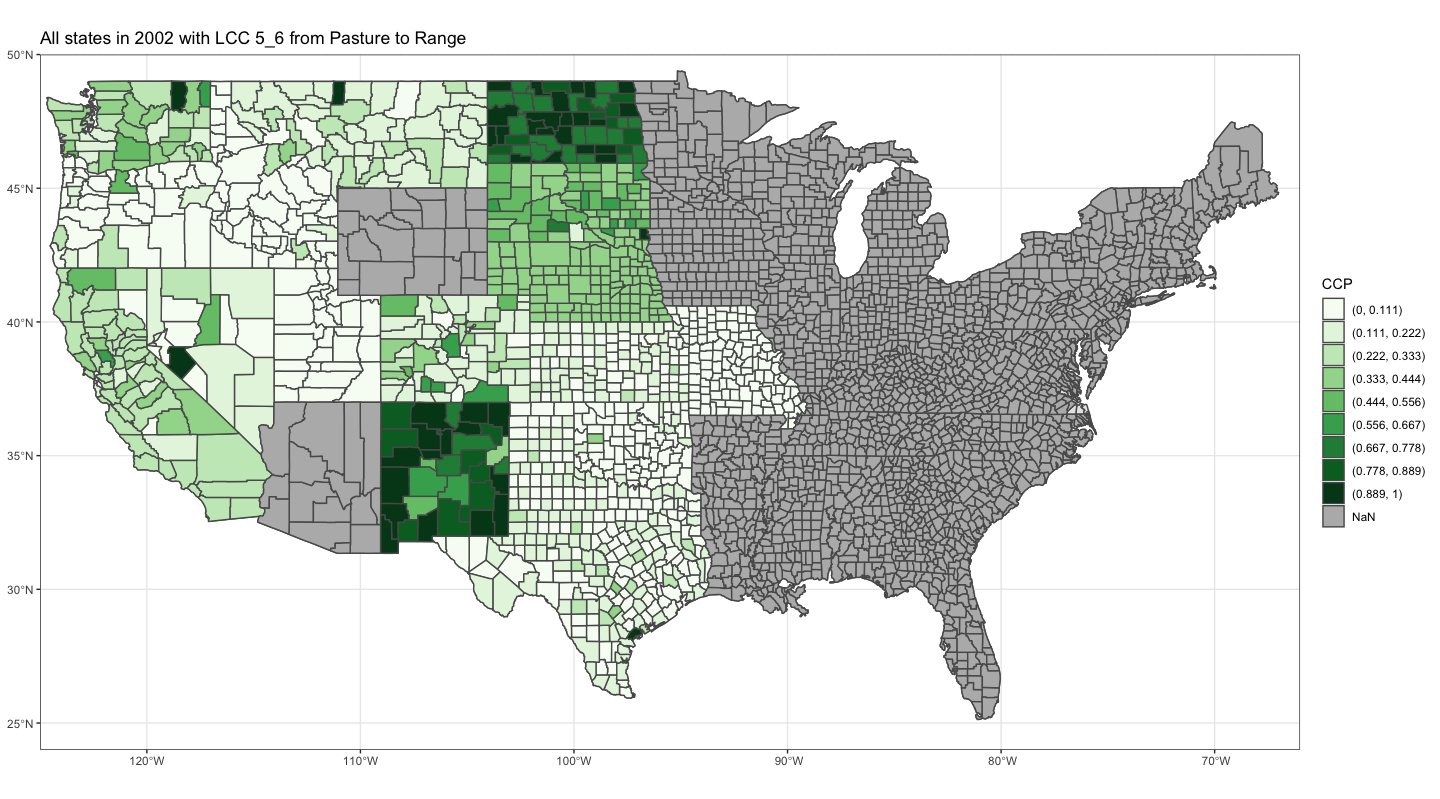 All states in 2002 with LCC 5_6 from Pasture to Range
50°N
45°N
40°N
35°N
30°N
25°N
120°W
110°W
100°W
90°W
80°W
70°W
CCP
(0, 0.111)
(0.111, 0.222)
(0.222, 0.333)
(0.333, 0.444)
(0.444, 0.556)
(0.556, 0.667)
(0.667, 0.778)
(0.778, 0.889)
(0.889, 1)
NaN